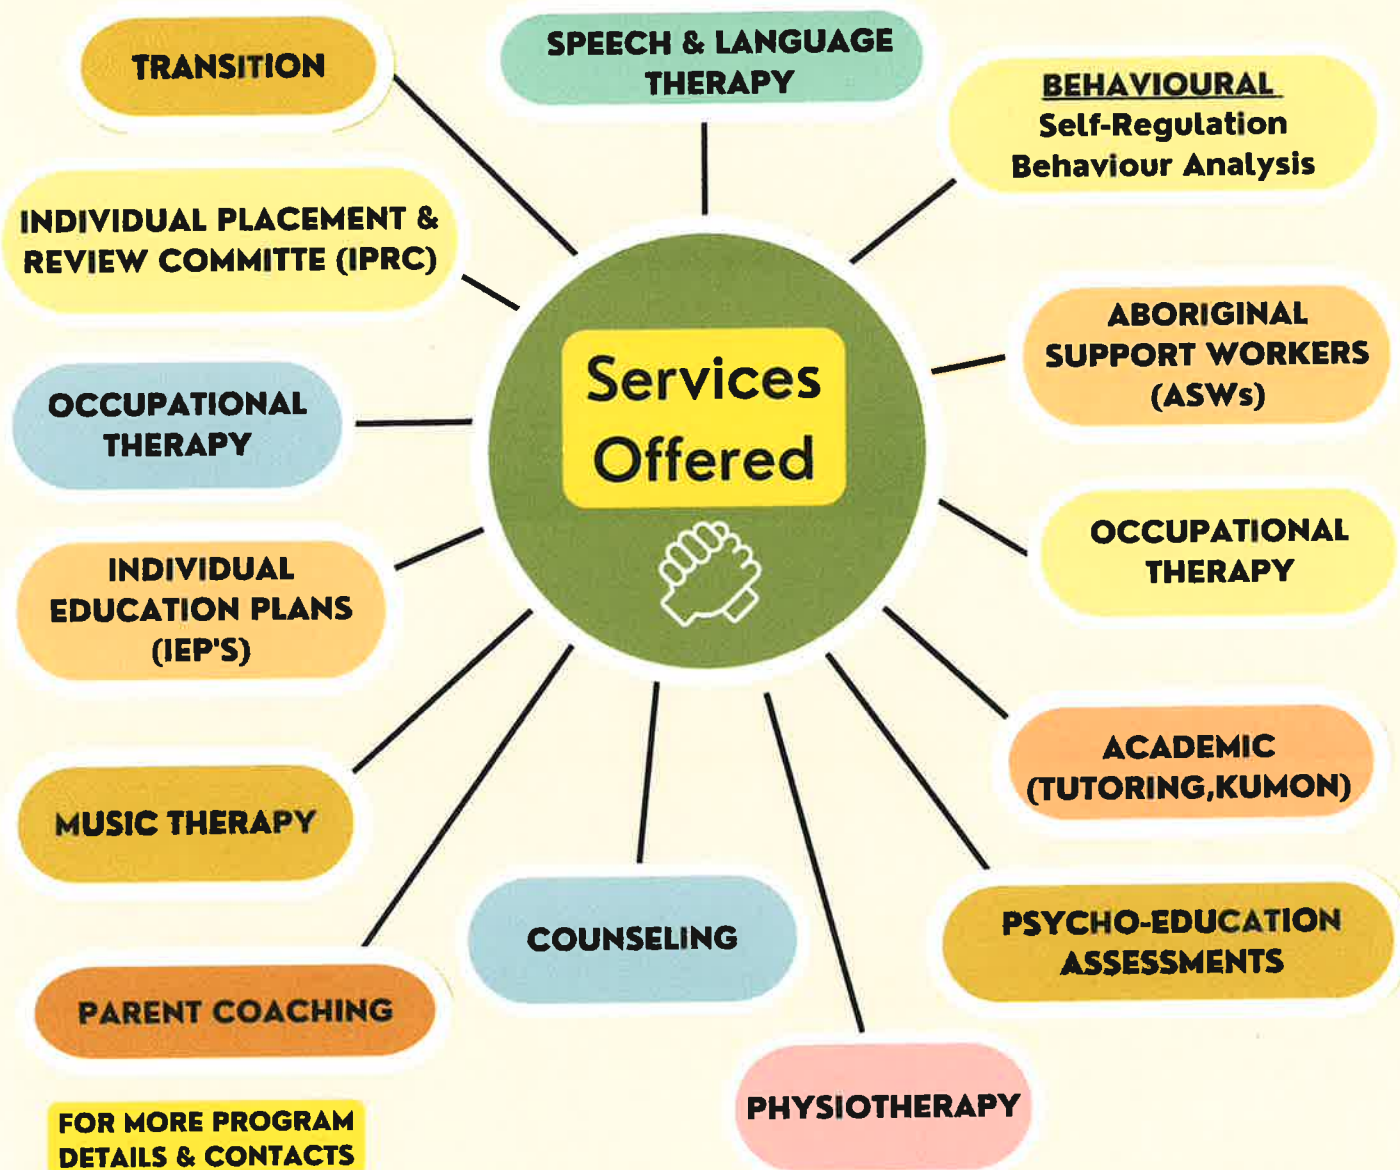 TRANSITION
SPEECH & LANGUAGE
THERAPY
BEHAVIOURAL
Self-Regulation
Behaviour Analysis
INDIVIDUAL PLACEMENT &
REVIEW COMMITTE (IPRC)
ABORIGINAL
SUPPORT WORKERS
(ASWs)
Services
Offered
OCCUPATIONAL
THERAPY
OCCUPATIONAL
THERAPY
INDIVIDUAL
EDUCATION PLANS
(IEP'S)
ACADEMIC
(TUTORING,KUMON)
MUSIC THERAPY
COUNSELING
PSYCHO-EDUCATION
ASSESSMENTS
PARENT COACHING
PHYSIOTHERAPY
FOR MORE PROGRAM
DETAILS & CONTACTS